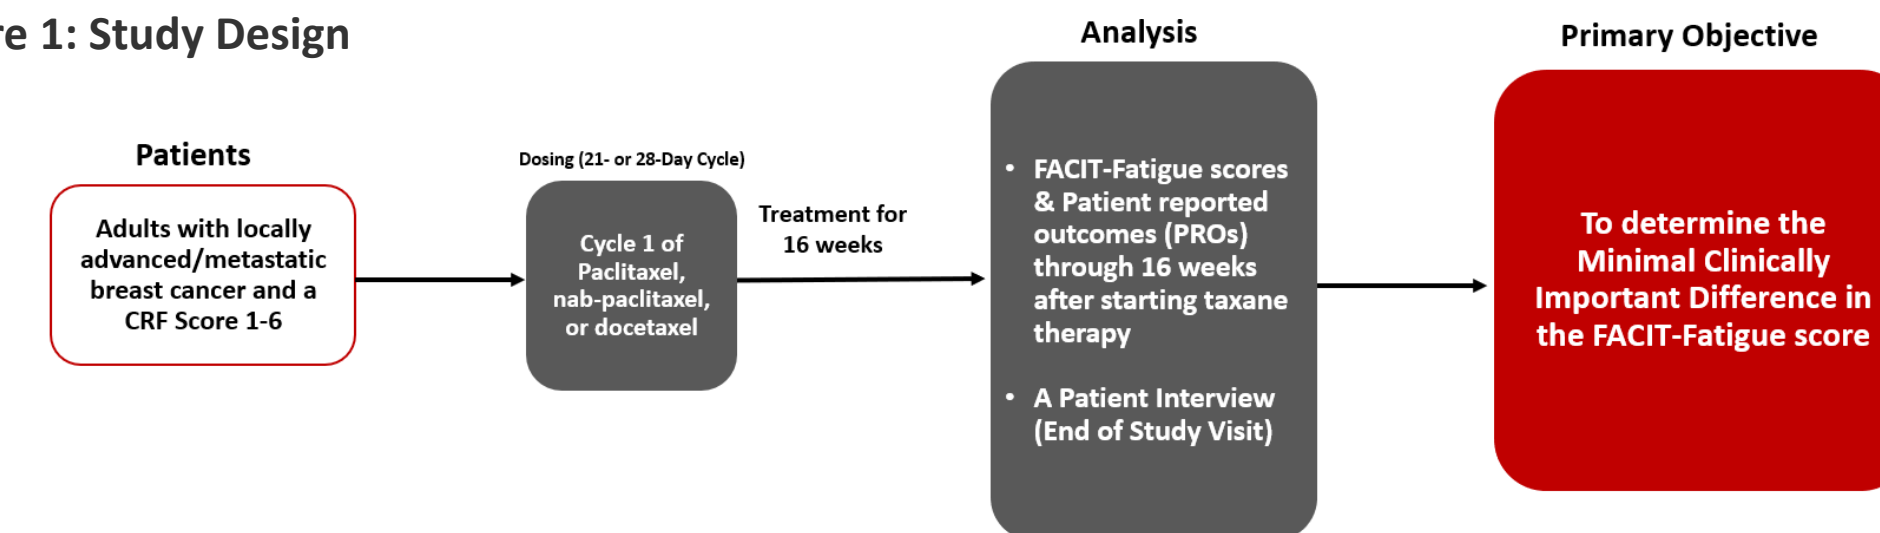 re 1: Study Design
Patients
Adults with locally
advanced/metastatic
breast cancer and a
CRF Score 1-6
Dosing (21- or 28-Day Cycle)
Cycle 1 of
Paclitaxel,
nab-paclitaxel,
or docetaxel
Treatment for
16 weeks
Analysis
• FACIT-Fatigue scores
& Patient reported
outcomes (PROs)
through 16 weeks
after starting taxane
therapy
• A Patient Interview
(End of Study Visit)
Primary Objective
To determine the
Minimal Clinically
Important Difference in
the FACIT-Fatigue score